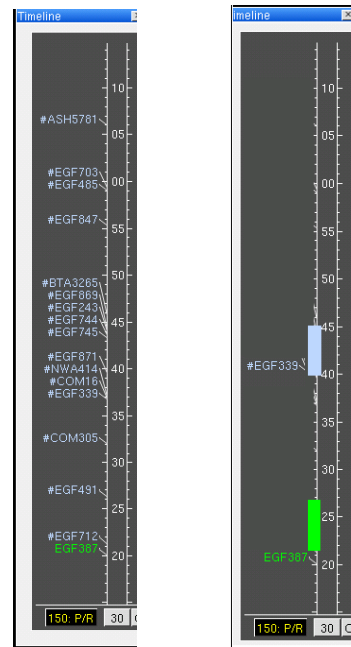 Timeline
10
#ASH5781
05
#EGF703
00
#EGF485
#EGF847
55
50
#BTA3265
#EGF869
#EGF243
#EGF744
45
#EGF745
#EGF871
#NWA414
40
#COM16
#EGF339
35
#COM305
30
#EGF491
25
#EGF712
EGF387
20
150: P/R
30
imeline
10
05
00
55
50
45
#EGF339
40
35
30
25
EGF387
20
150: P/R
30
C